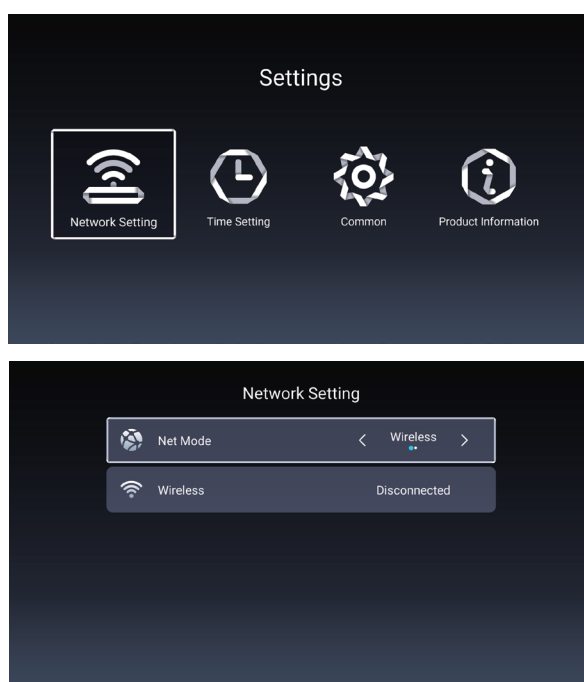 Settings
Network Setting
Time Setting
Common
Product Information
Network Setting
Net Mode
Wireless
Wireless
Disconnected